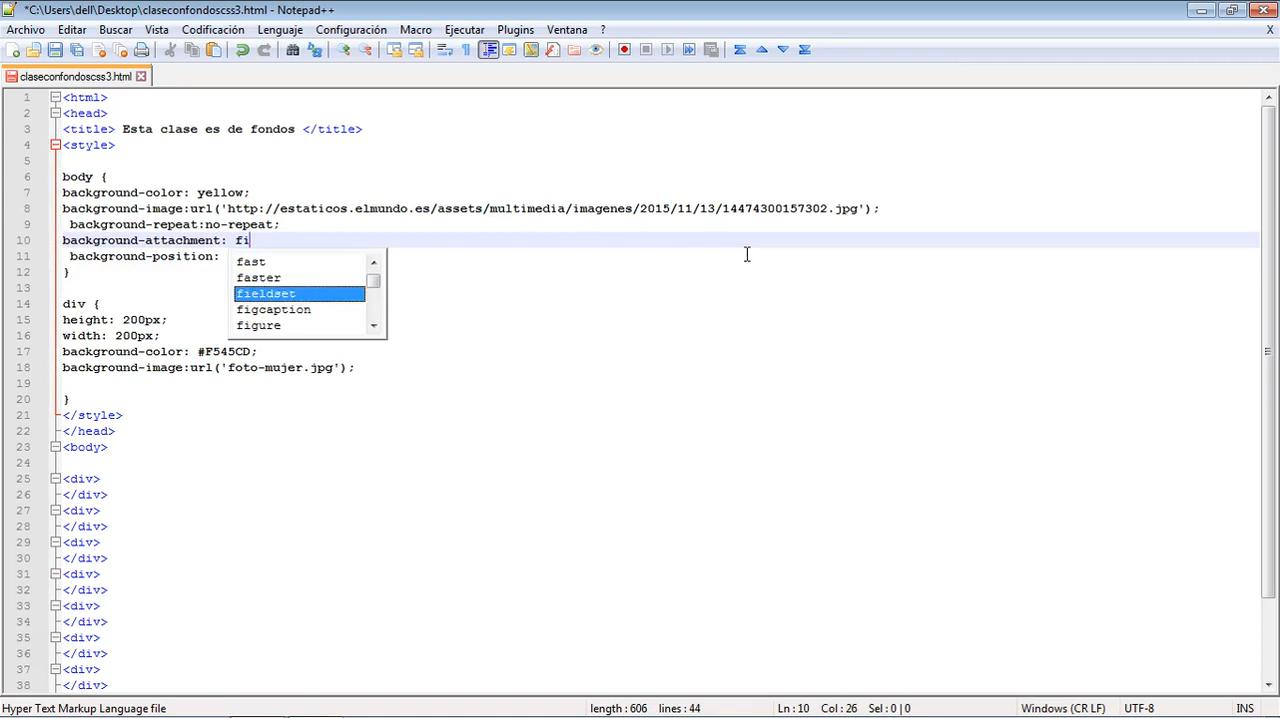 *C:\Users\dell\Desktop\claseconfondoscss3.html - Notepad++
Archivo Editar Buscar Vista Codificación Lenguaje Configuración Macro Ejecutar Plugins Ventana ? X
claseconfondoscss3.html
1 <html>
2 <head>
3 <title> Esta clase es de fondos </title>
4 <style>
5
6 body {
7 background-color: yellow;
8 background-image:url('http://estaticos.elmundo.es/assets/multimedia/imagenes/2015/11/13/14474300157302.jpg');
9 background-repeat:no-repeat;
10 background-attachment: fi
11 background-position:
12 }
fast
faster
fieldset
figcaption
figure
13
14 div {
15 height: 200px;
16 width: 200px;
17 background-color: #F545CD;
18 background-image:url('foto-mujer.jpg');
19
20 }
21 </style>
22 </head>
23 <body>
24
25 <div>
26 </div>
27 <div>
28 </div>
29 <div>
30 </div>
31 <div>
32 </div>
33 <div>
34 </div>
35 <div>
36 </div>
37 <div>
38 </div>
Hyper Text Markup Language file length : 606 lines : 44 Ln : 10 Col : 26 Sel : 0 | 0 Windows (CR LF) UTF-8 INS